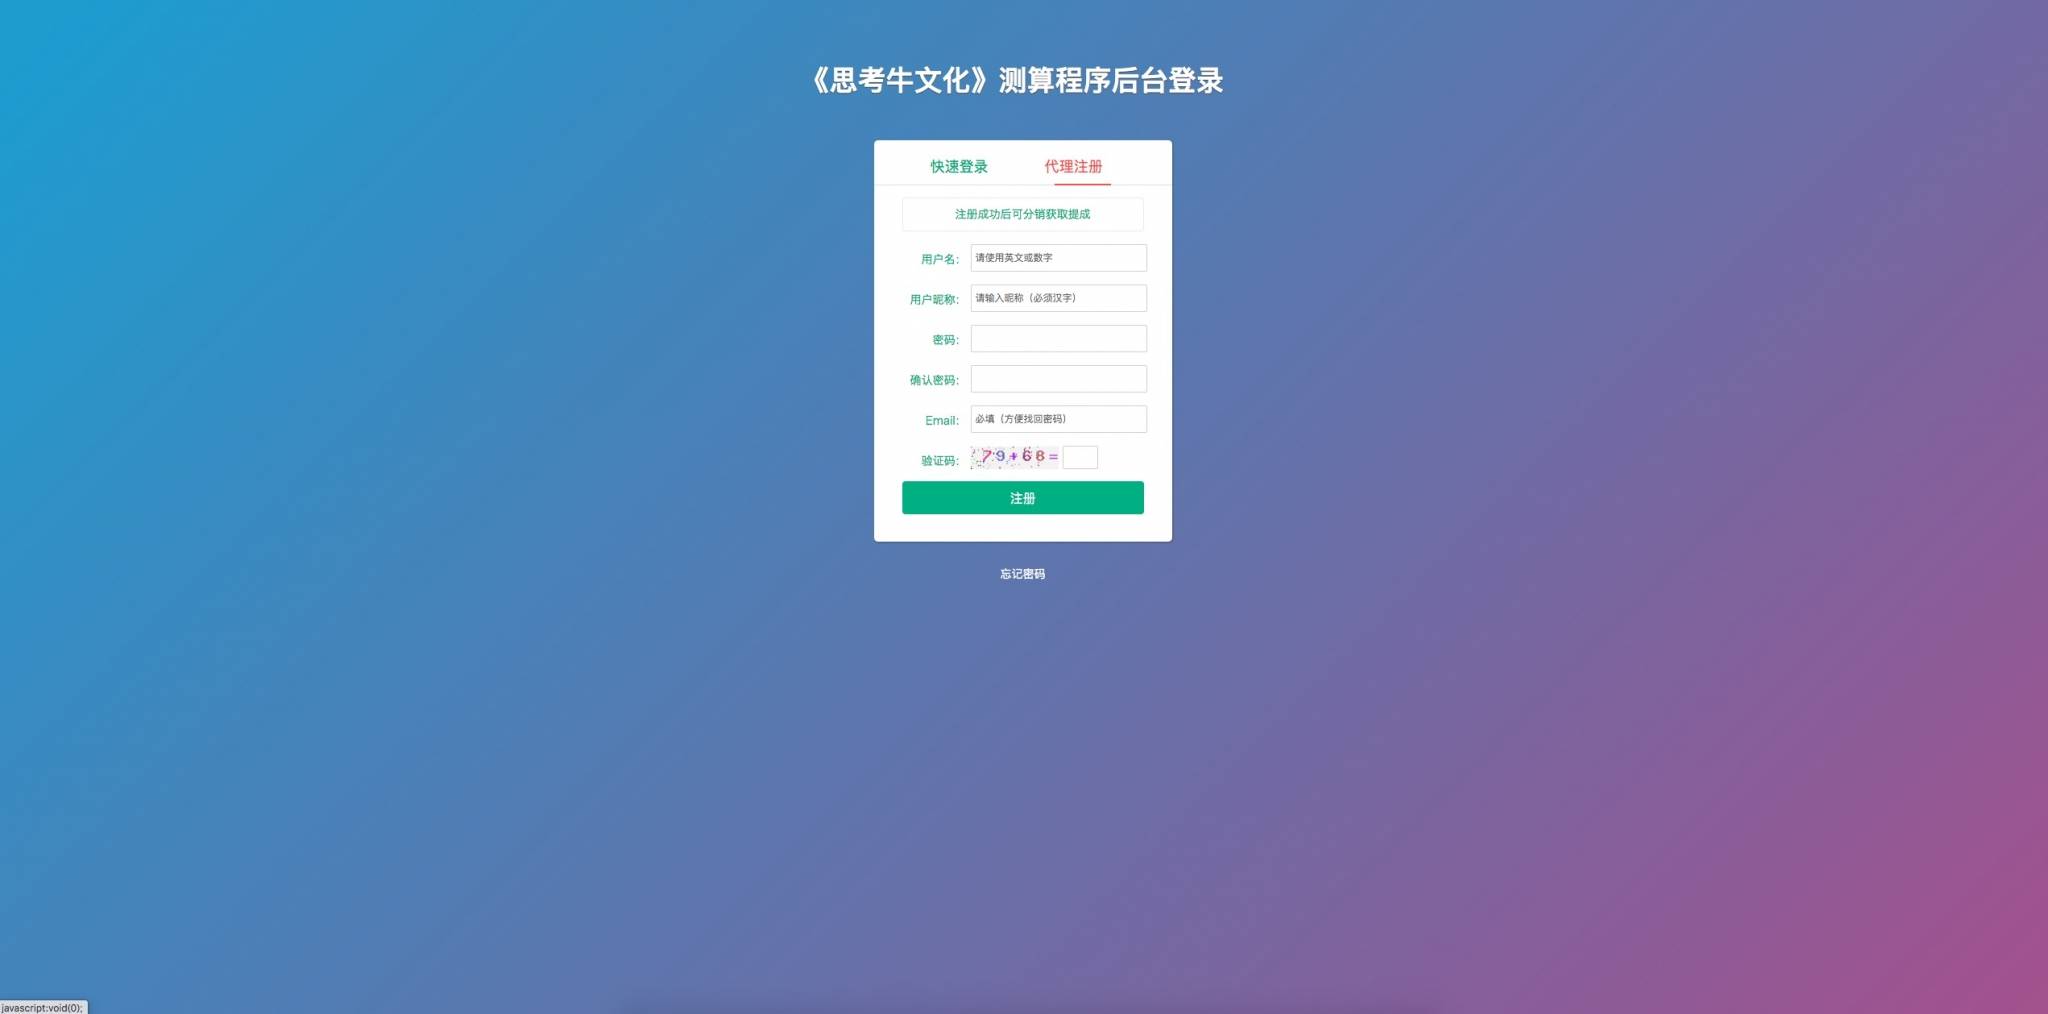 《思考牛文化》测算程序后台登录
快速登录 代理注册
注册成功后可分销获取提成
用户名: 请使用英文或数字
用户昵称: 请输入昵称（必须汉字）
密码:
确认密码:
Email: 必填（方便找回密码）
验证码: 79+68=
注册
忘记密码
javascript:void(0);